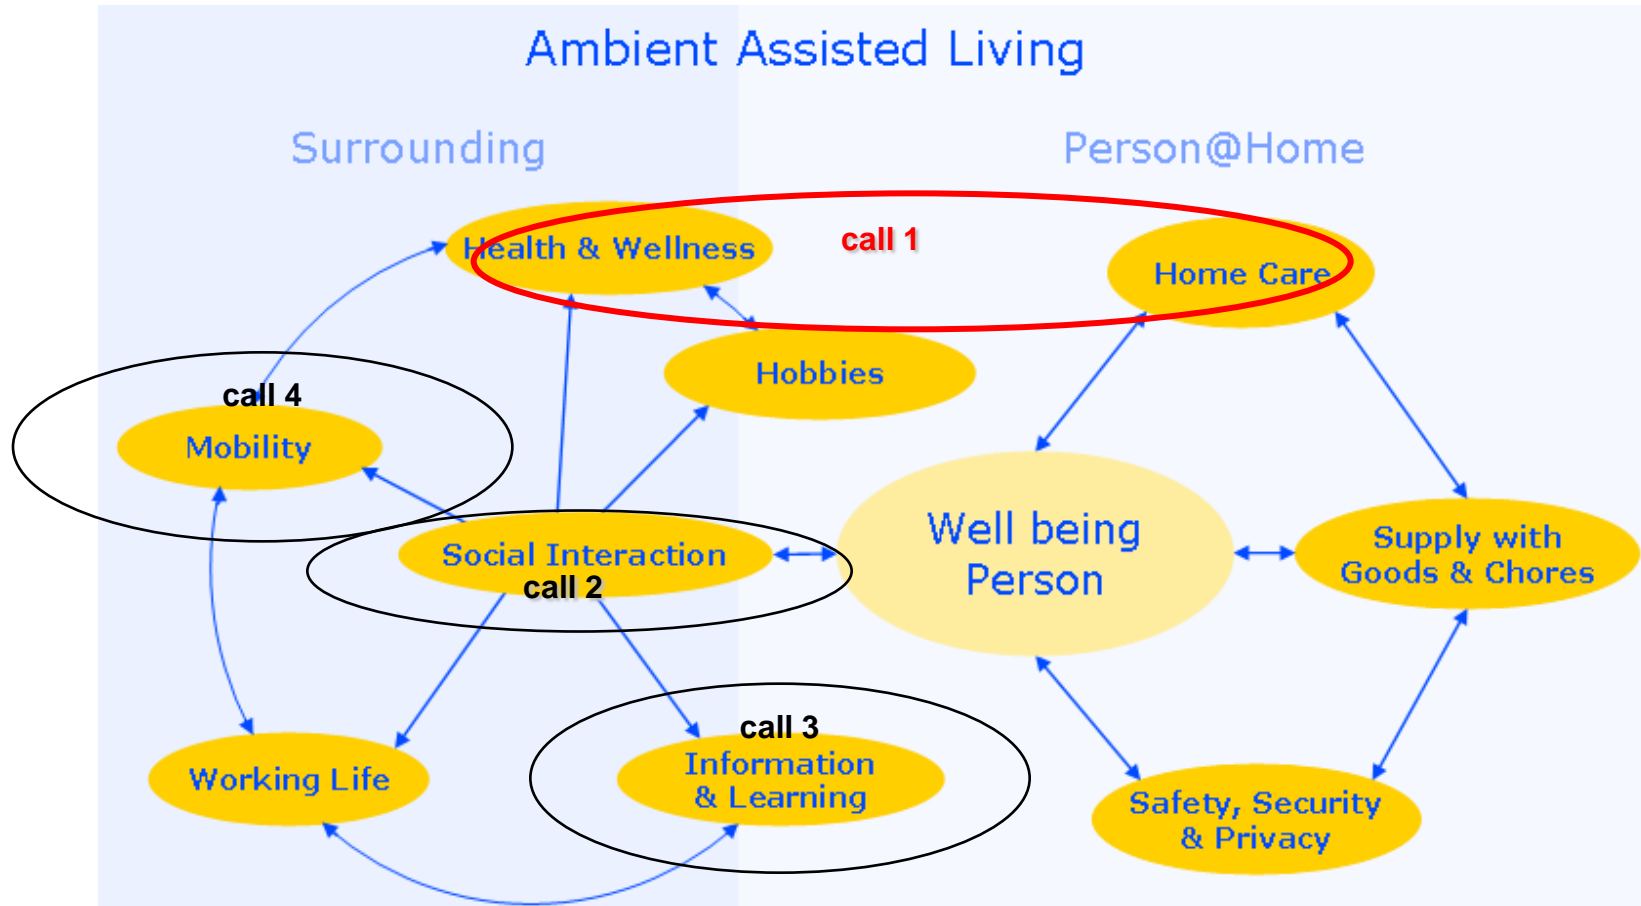 Ambient Assisted Living
Surrounding
Person@Home
call 1
Health & Wellness
Home Care
Hobbies
call 4
Mobility
Well being
Person
Social Interaction
call 2
Supply with
Goods & Chores
call 3
Information
& Learning
Working Life
Safety, Security
& Privacy